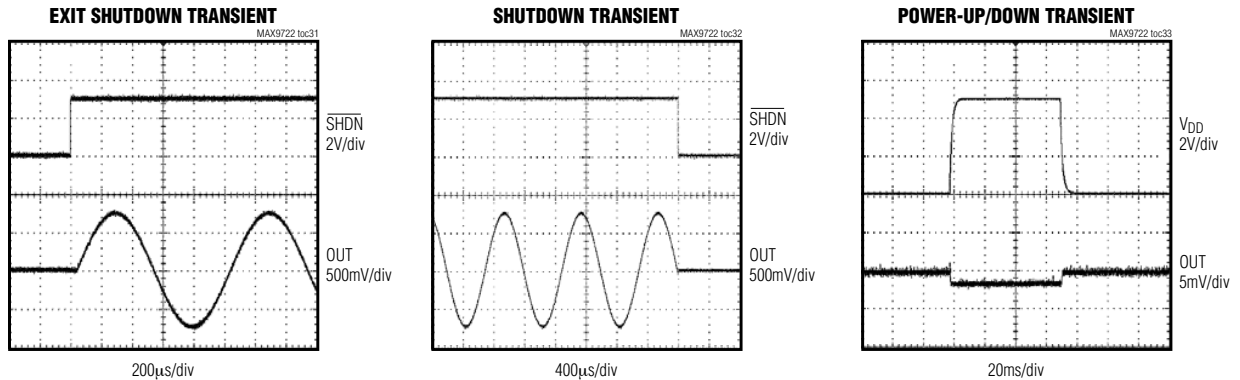 EXIT SHUTDOWN TRANSIENT
MAX9722 toc31
SHDN
2V/div
OUT
500mV/div
200μs/div
SHUTDOWN TRANSIENT
MAX9722 toc32
SHDN
2V/div
OUT
500mV/div
400μs/div
POWER-UP/DOWN TRANSIENT
MAX9722 toc33
VDD
2V/div
OUT
5mV/div
20ms/div